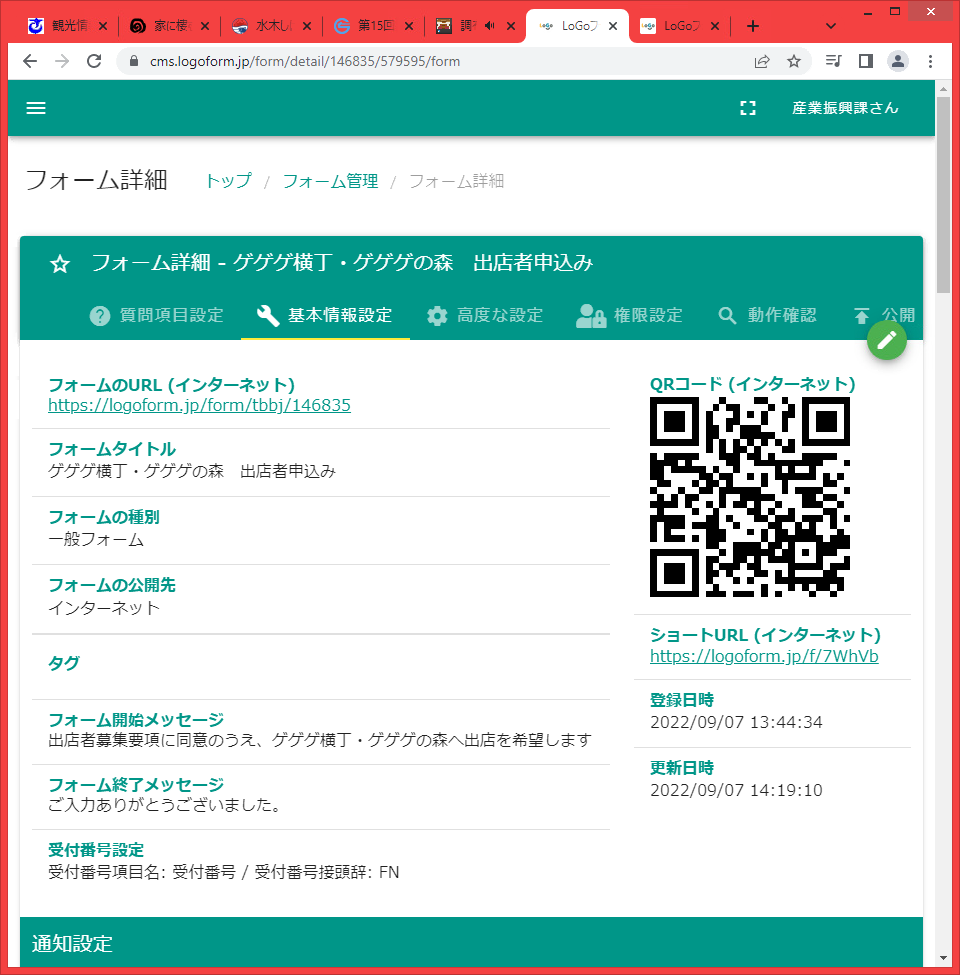 観光情
家に棲
水木し
第15回
LoGoフ
LoGoフ
cms.logoform.jp/form/detail/146835/579595/form
産業振興課さん
フォーム詳細
トップ / フォーム管理 / フォーム詳細
フォーム詳細 - ゲゲゲ横丁・ゲゲゲの森　出店者申込み
質問項目設定 基本情報設定 高度な設定 権限設定 動作確認 公開
フォームのURL (インターネット)
https://logoform.jp/form/tbbj/146835
フォームタイトル
ゲゲゲ横丁・ゲゲゲの森　出店者申込み
フォームの種別
一般フォーム
フォームの公開先
インターネット
タグ
フォーム開始メッセージ
出店者募集要項に同意のうえ、ゲゲゲ横丁・ゲゲゲの森へ出店を希望します
フォーム終了メッセージ
ご入力ありがとうございました。
受付番号設定
受付番号項目名: 受付番号 / 受付番号接頭辞: FN
QRコード (インターネット)
ショートURL (インターネット)
https://logoform.jp/f/7WhVb
登録日時
2022/09/07 13:44:34
更新日時
2022/09/07 14:19:10
通知設定